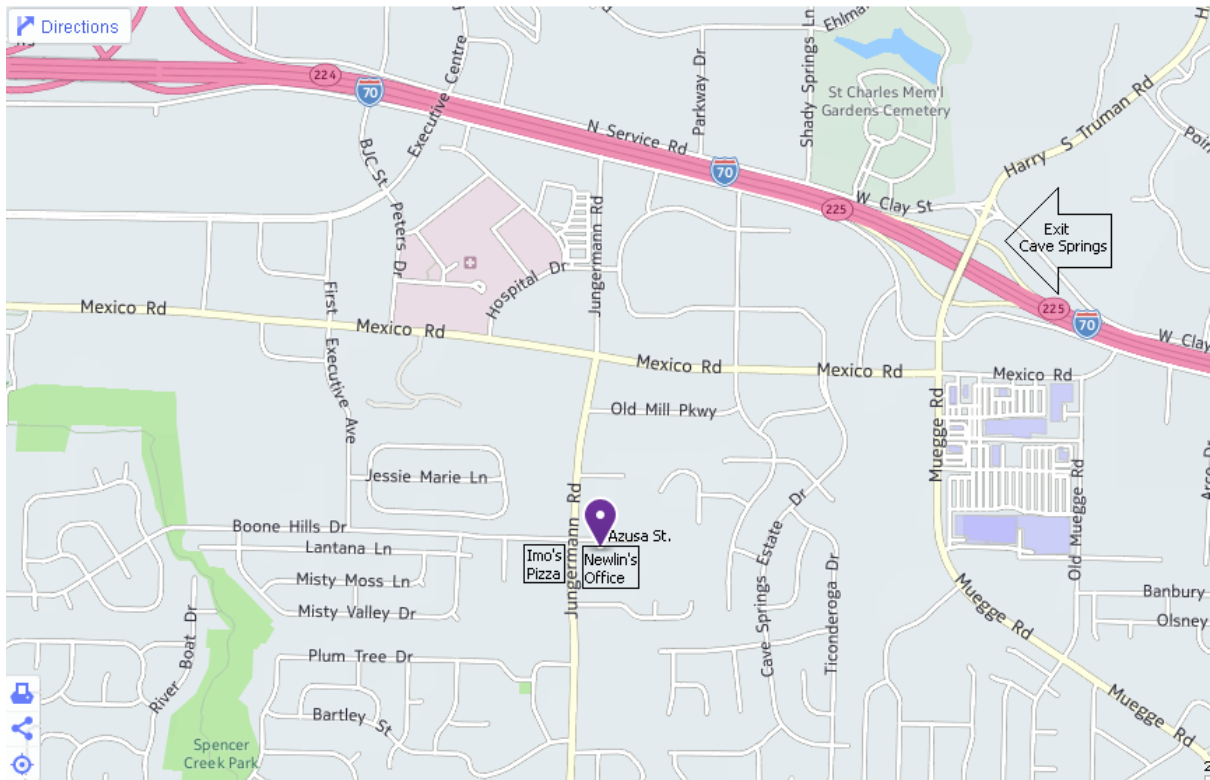 Directions
224
70
Executive Centre
BJC St
Peters Dr
N Service Rd
Parkway Dr
Shady Springs Ln
Ehlman
St Charles Mem'l
Gardens Cemetery
Harry S Truman Rd
70
W Clay St
225
Exit
Cave Springs
Jungermann Rd
Hospital Dr
225
70
W Clay
Mexico Rd
First
Executive Ave
Mexico Rd
Mexico Rd
Mexico Rd
Mexico Rd
Old Mill Pkwy
Muegge Rd
Jessie Marie Ln
Arco Dr
Boone Hills Dr
Lantana Ln
Misty Moss Ln
Misty Valley Dr
Jungermann Rd
Azusa St.
Imo's
Pizza
Newlin's
Office
Cave Springs Estate Dr
Ticonderoga Dr
Old Muegge Rd
Muegge Rd
Banbury
Olsney
River Boat Dr
Plum Tree Dr
Bartley St
Muegge Rd
Spencer
Creek Park